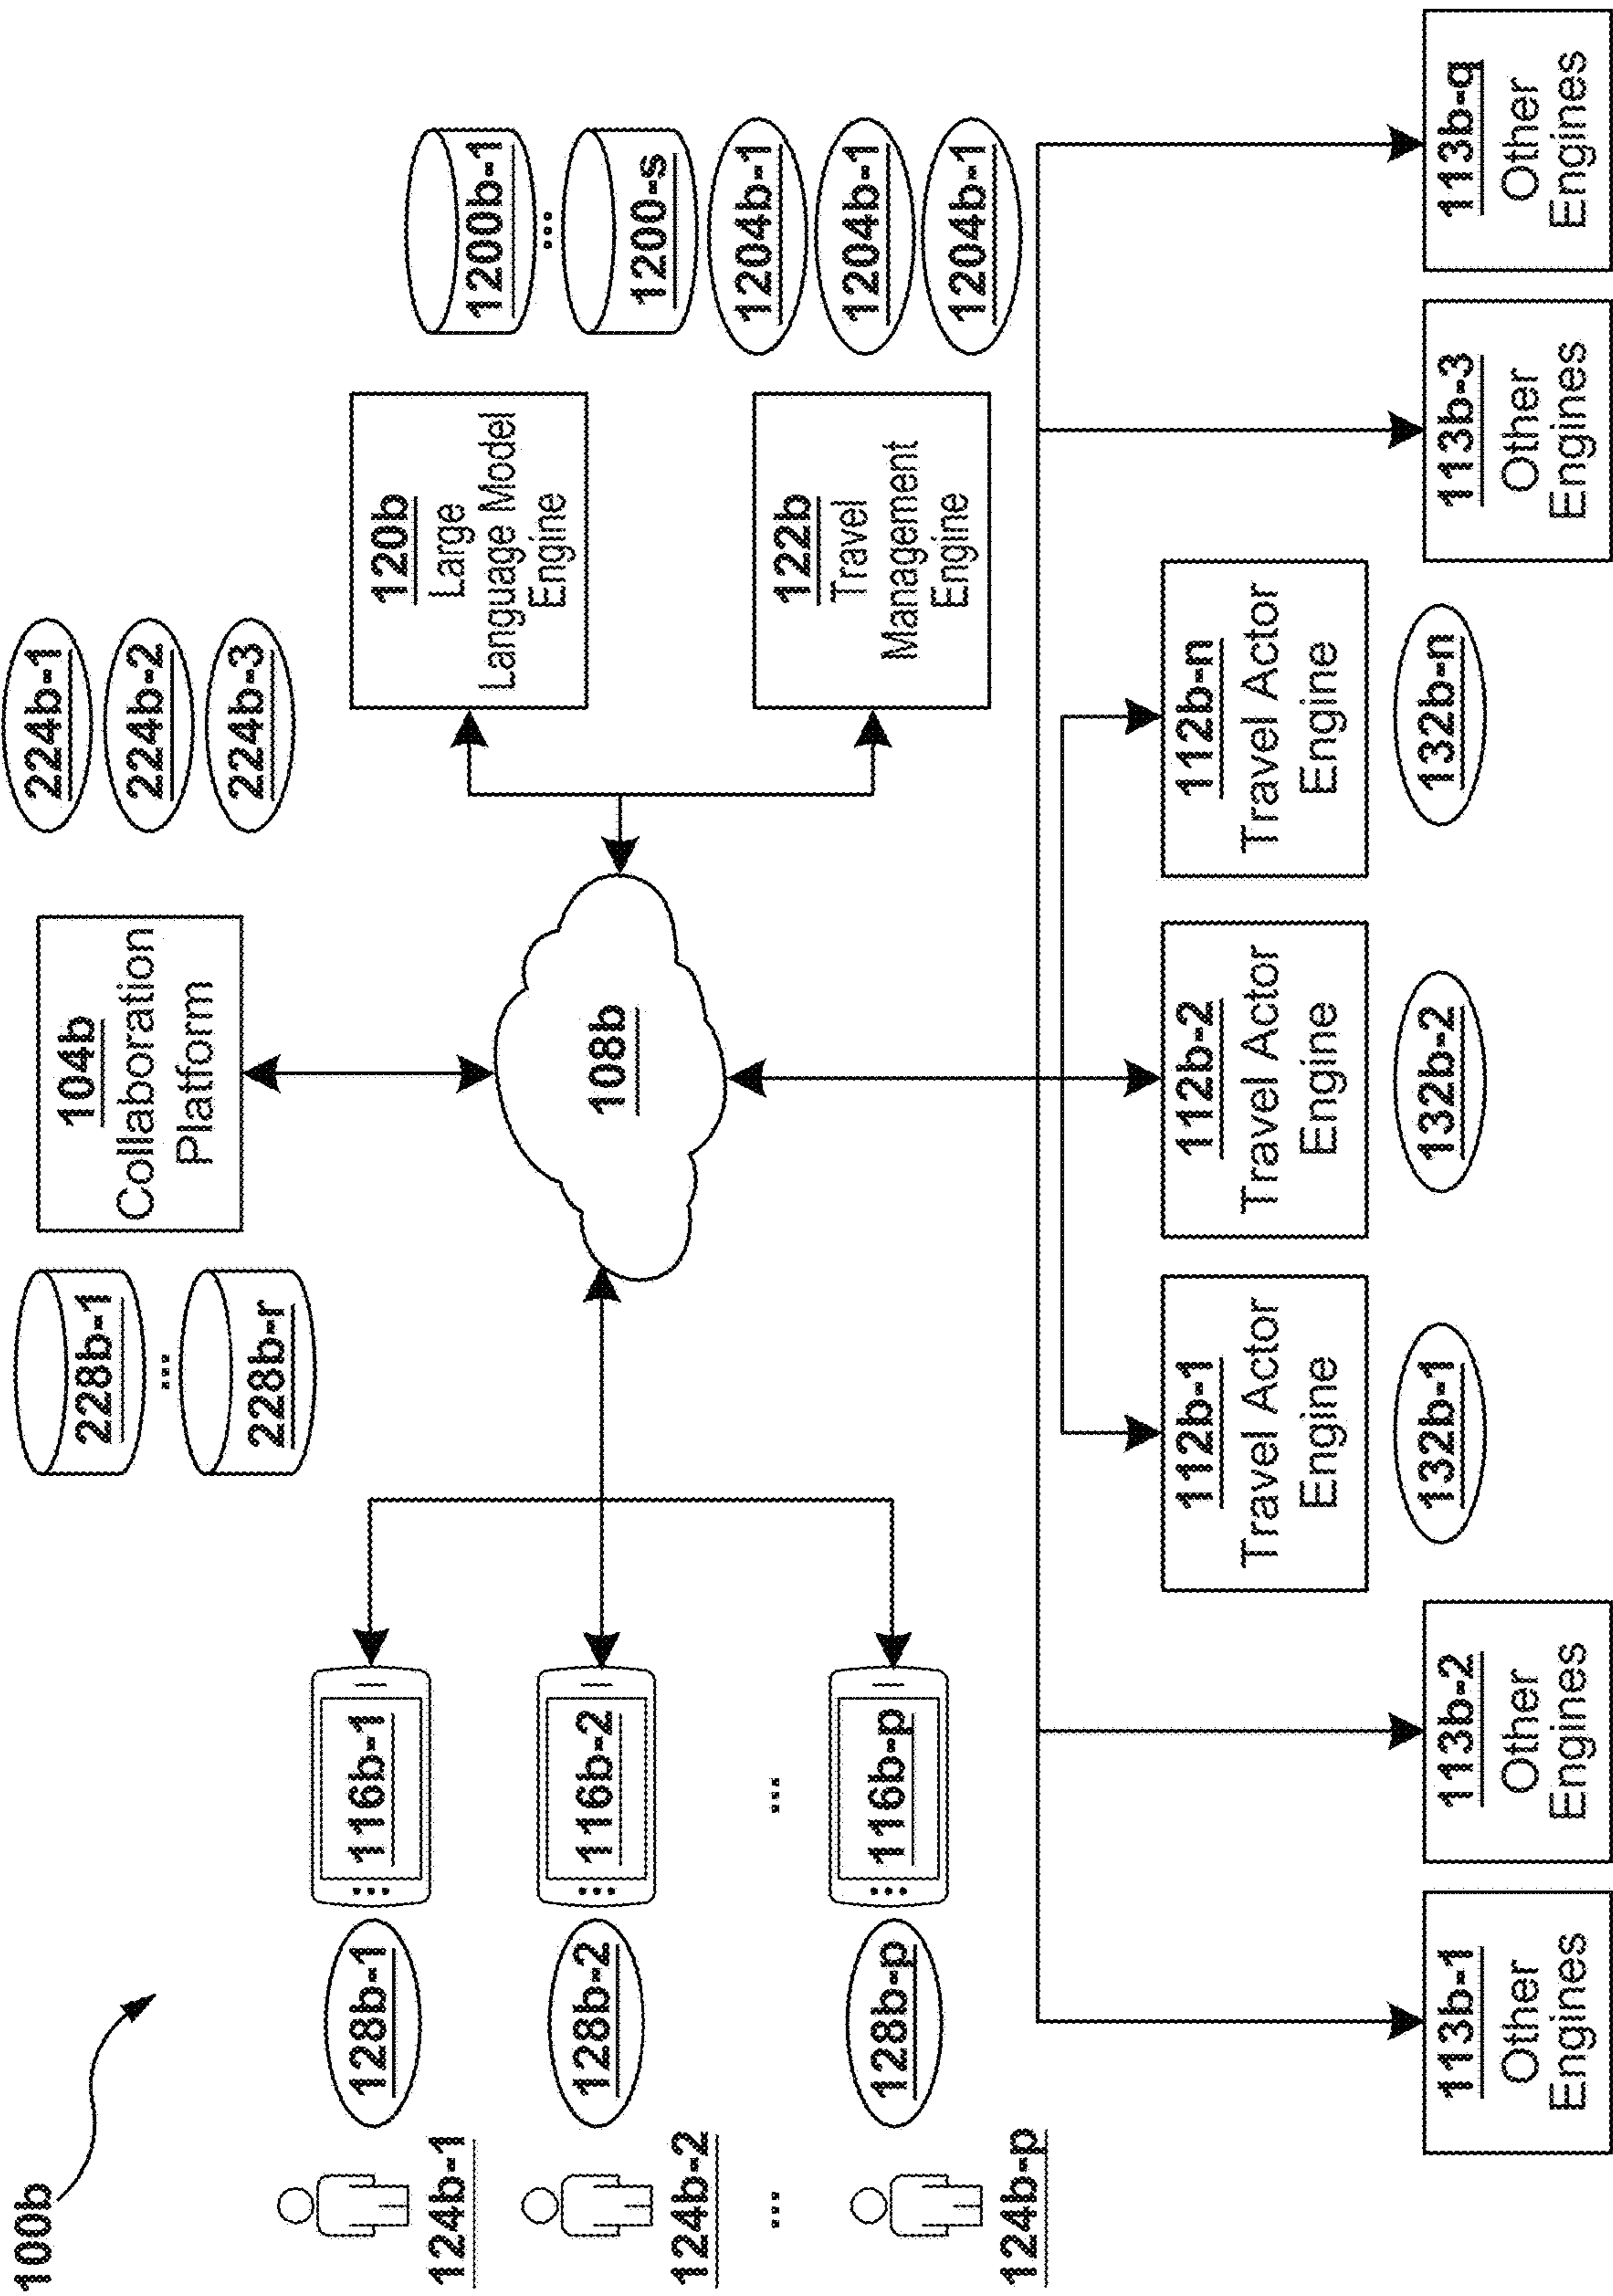 100b
228b-1
...
228b-r
104b
Collaboration
Platform
224b-1
224b-2
224b-3
124b-1
128b-1
116b-1
124b-2
128b-2
116b-2
...
...
124b-p
128b-p
116b-p
108b
120b
Large
Language Model
Engine
122b
Travel
Management
Engine
1200b-1
...
1200-s
1204b-1
1204b-1
1204b-1
112b-1
Travel Actor
Engine
132b-1
112b-2
Travel Actor
Engine
132b-2
112b-n
Travel Actor
Engine
132b-n
113b-1
Other
Engines
113b-2
Other
Engines
113b-3
Other
Engines
113b-q
Other
Engines